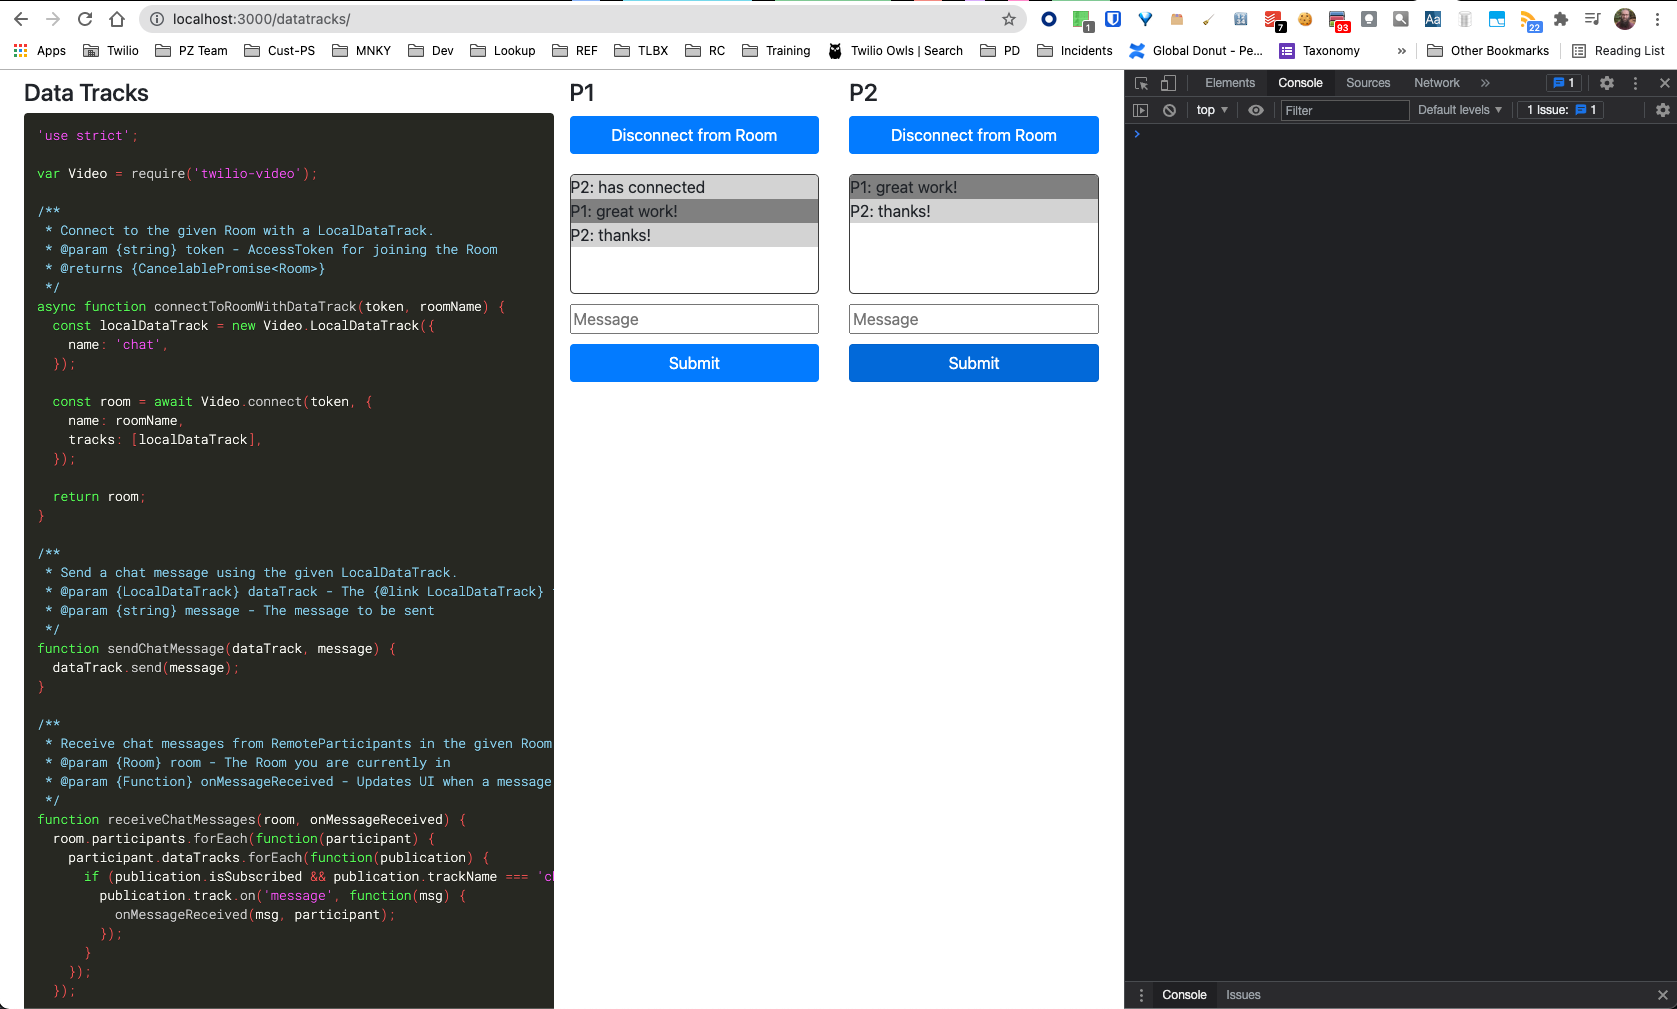 localhost:3000/datatracks/
1
7
93
Aa
22
Apps
Twilio
PZ Team
Cust-PS
MNKY
Dev
Lookup
REF
TLBX
RC
Training
Twilio Owls | Search
PD
Incidents
Global Donut - Pe...
Taxonomy
»
Other Bookmarks
Reading List
Data Tracks
'use strict';
var Video = require('twilio-video');
/**
* Connect to the given Room with a LocalDataTrack.
* @param {string} token - AccessToken for joining the Room
* @returns {CancelablePromise<Room>}
*/
async function connectToRoomWithDataTrack(token, roomName) {
const localDataTrack = new Video.LocalDataTrack({
name: 'chat',
});
const room = await Video.connect(token, {
name: roomName,
tracks: [localDataTrack],
});
return room;
}
/**
* Send a chat message using the given LocalDataTrack.
* @param {LocalDataTrack} dataTrack - The {@link LocalDataTrack}
* @param {string} message - The message to be sent
*/
function sendChatMessage(dataTrack, message) {
dataTrack.send(message);
}
/**
* Receive chat messages from RemoteParticipants in the given Room
* @param {Room} room - The Room you are currently in
* @param {Function} onMessageReceived - Updates UI when a message
*/
function receiveChatMessages(room, onMessageReceived) {
room.participants.forEach(function(participant) {
participant.dataTracks.forEach(function(publication) {
if (publication.isSubscribed && publication.trackName === 'c
publication.track.on('message', function(msg) {
onMessageReceived(msg, participant);
});
}
});
});
P1
Disconnect from Room
P2: has connected
P1: great work!
P2: thanks!
Message
Submit
P2
Disconnect from Room
P1: great work!
P2: thanks!
Message
Submit
Elements
Console
Sources
Network
»
1
top
Filter
Default levels
1 Issue:
1
Console
Issues